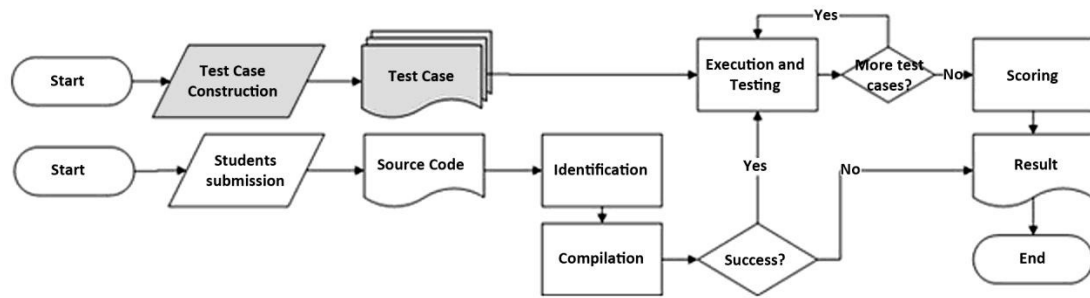 Yes
Start
Test Case
Construction
Test Case
Execution and
Testing
More test
cases?
No
Scoring
Start
Students
submission
Source Code
Identification
Yes
No
Result
Compilation
Success?
End